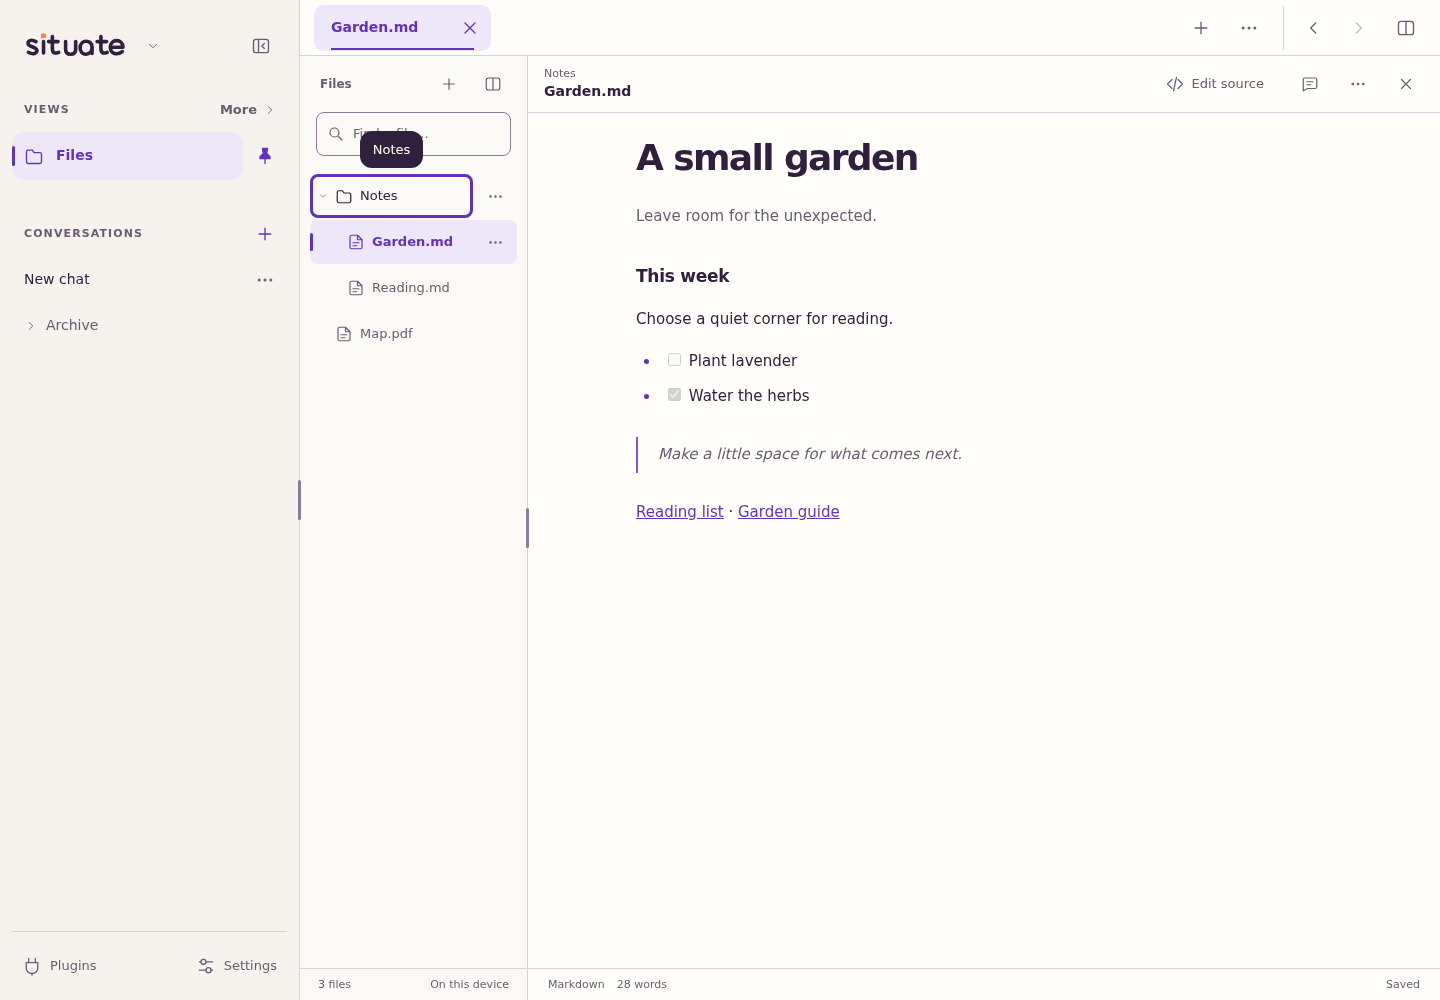 situate
VIEWS
More
Files
CONVERSATIONS
New chat
Archive
Plugins
Settings
Garden.md
Files
Notes
Notes
Garden.md
Reading.md
Map.pdf
3 files
On this device
Notes
Garden.md
Edit source
A small garden
Leave room for the unexpected.
This week
Choose a quiet corner for reading.
Plant lavender
Water the herbs
Make a little space for what comes next.
Reading list · Garden guide
Markdown
28 words
Saved